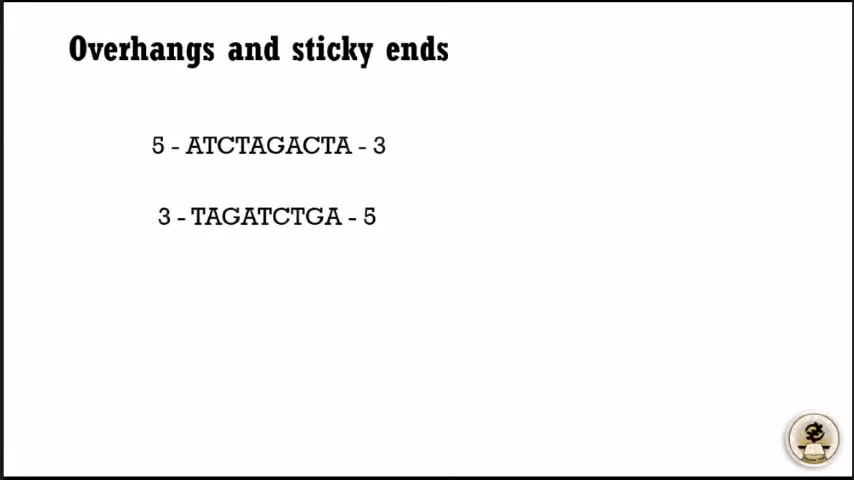 Overhangs and sticky ends
5 - ATCTAGACTA - 3
3 - TAGATCTGA - 5